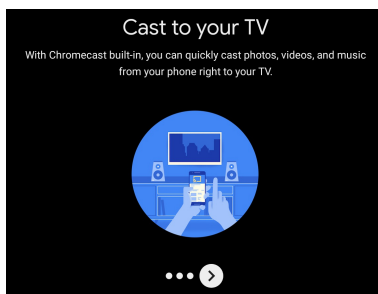 Cast to your TV
With Chromecast built-in, you can quickly cast photos, videos, and music
from your phone right to your TV.